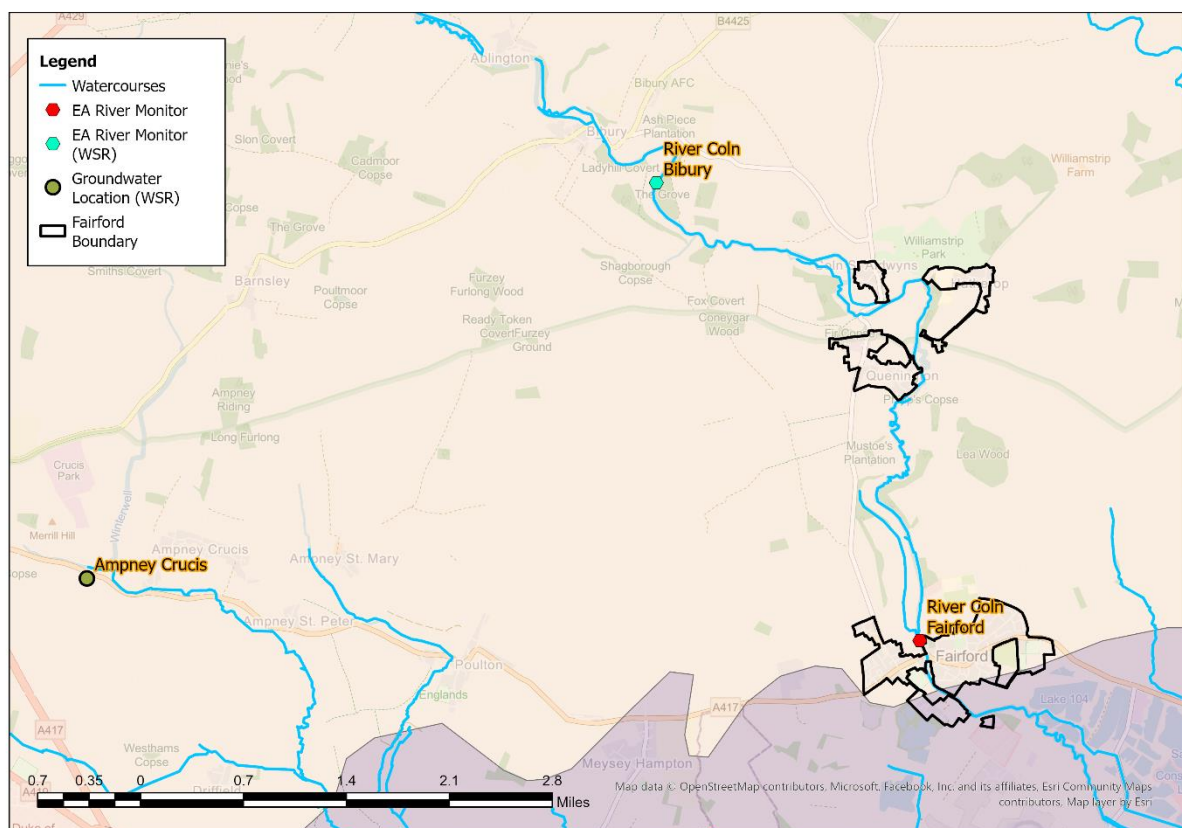 A429
B4425
Ablington
Legend
Watercourses
EA River Monitor
EA River Monitor
(WSR)
Groundwater
Location (WSR)
Fairford
Boundary
Bibury AFC
Ash Piece
Plantation
Bibury
Sion Covert
Cadmoor
Copse
River Coln
Bibury
Ladyhill Covert
The Grove
Williamstrip
Farm
The Grove
Williamstrip
Park
Smiths Covert
Barnsley
Poultmoor
Copse
Furzey
Furlong Wood
Shagborough
Copse
Fox Covert
Coneygar
Wood
Ready Token
Covert
Furzey
Ground
Quenington
Copse
Ampney
Riding
Long Furlong
Mustoe's
Plantation
Lea Wood
Crucis
Park
Winterwell
Merrill Hill
Copse
Ampney Crucis
Ampney Crucis
Ampney St. Mary
Ampney St. Peter
Poulton
Englands
River Coln
Fairford
Fairford
A417
A417
Lake 104
Westhams
Copse
Driffield
Meysey Hampton
0.7 0.35 0 0.7 1.4 2.1 2.8
Miles
Map data © OpenStreetMap contributors, Microsoft, Facebook, Inc. and its affiliates, Esri Community Maps
contributors, Map layer by Esri
A419
Duke of